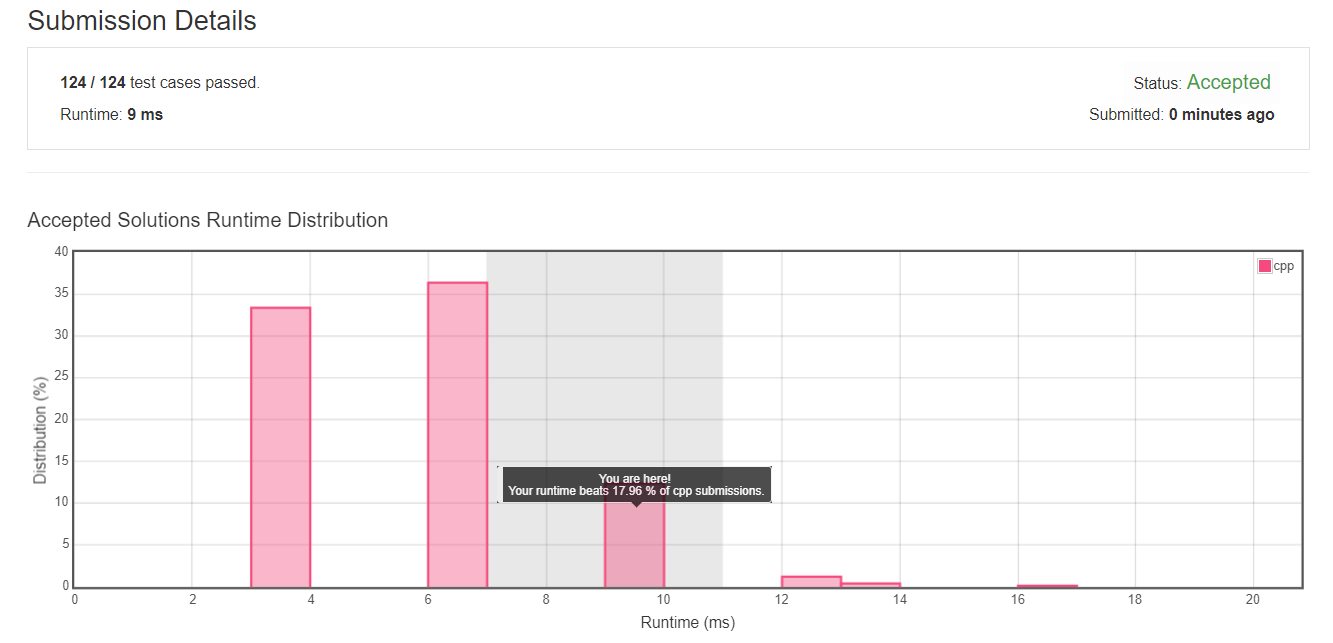 Submission Details
124 / 124 test cases passed.
Status: Accepted
Runtime: 9 ms
Submitted: 0 minutes ago
Accepted Solutions Runtime Distribution
cpp
40
35
30
25
20
15
10
5
0
Distribution (%)
You are here!
Your runtime beats 17.96 % of cpp submissions.
0 2 4 6 8 10 12 14 16 18 20
Runtime (ms)